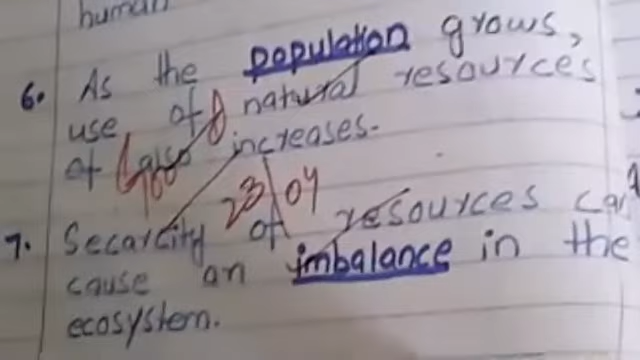 human
6. As the population grows,
use of natural resources
of also increases.
23/04
7. Secarcity of resources can
cause an imbalance in the
ecosystem.